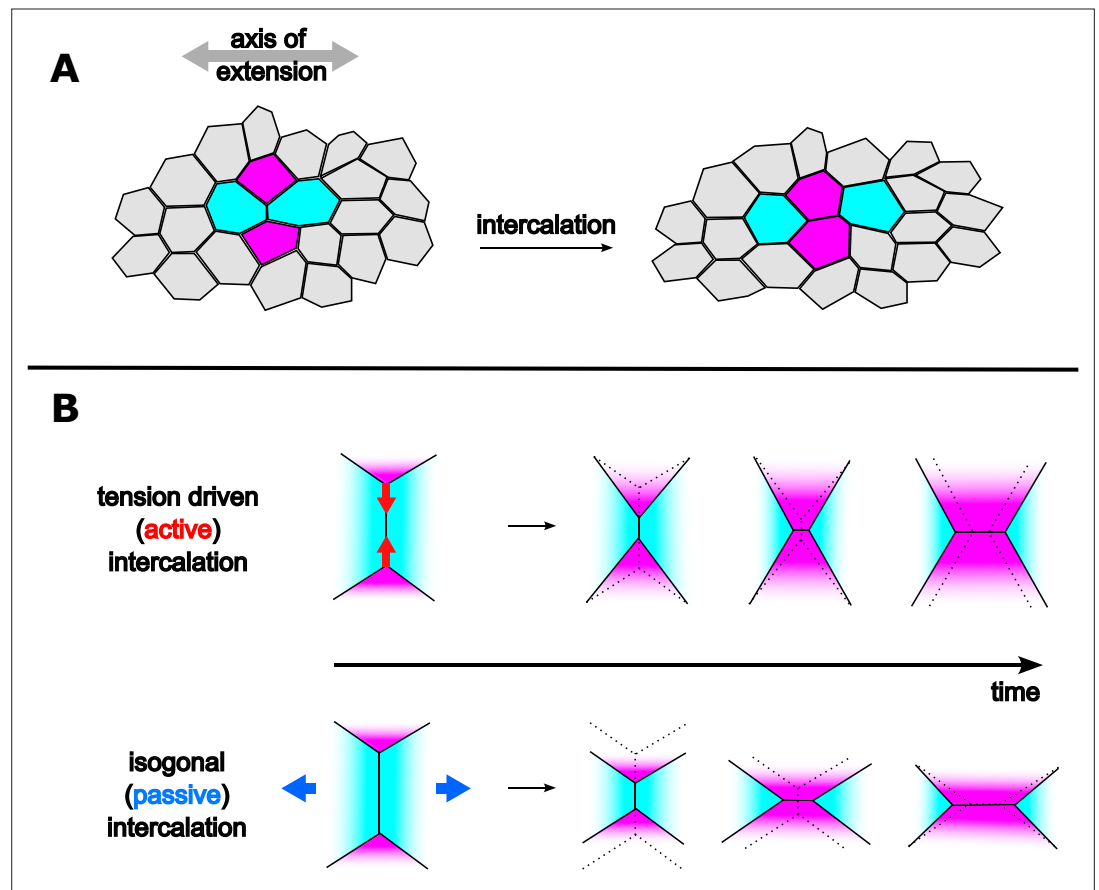 A
axis of
extension
intercalation
B
tension driven
(active)
intercalation
time
isogonal
(passive)
intercalation